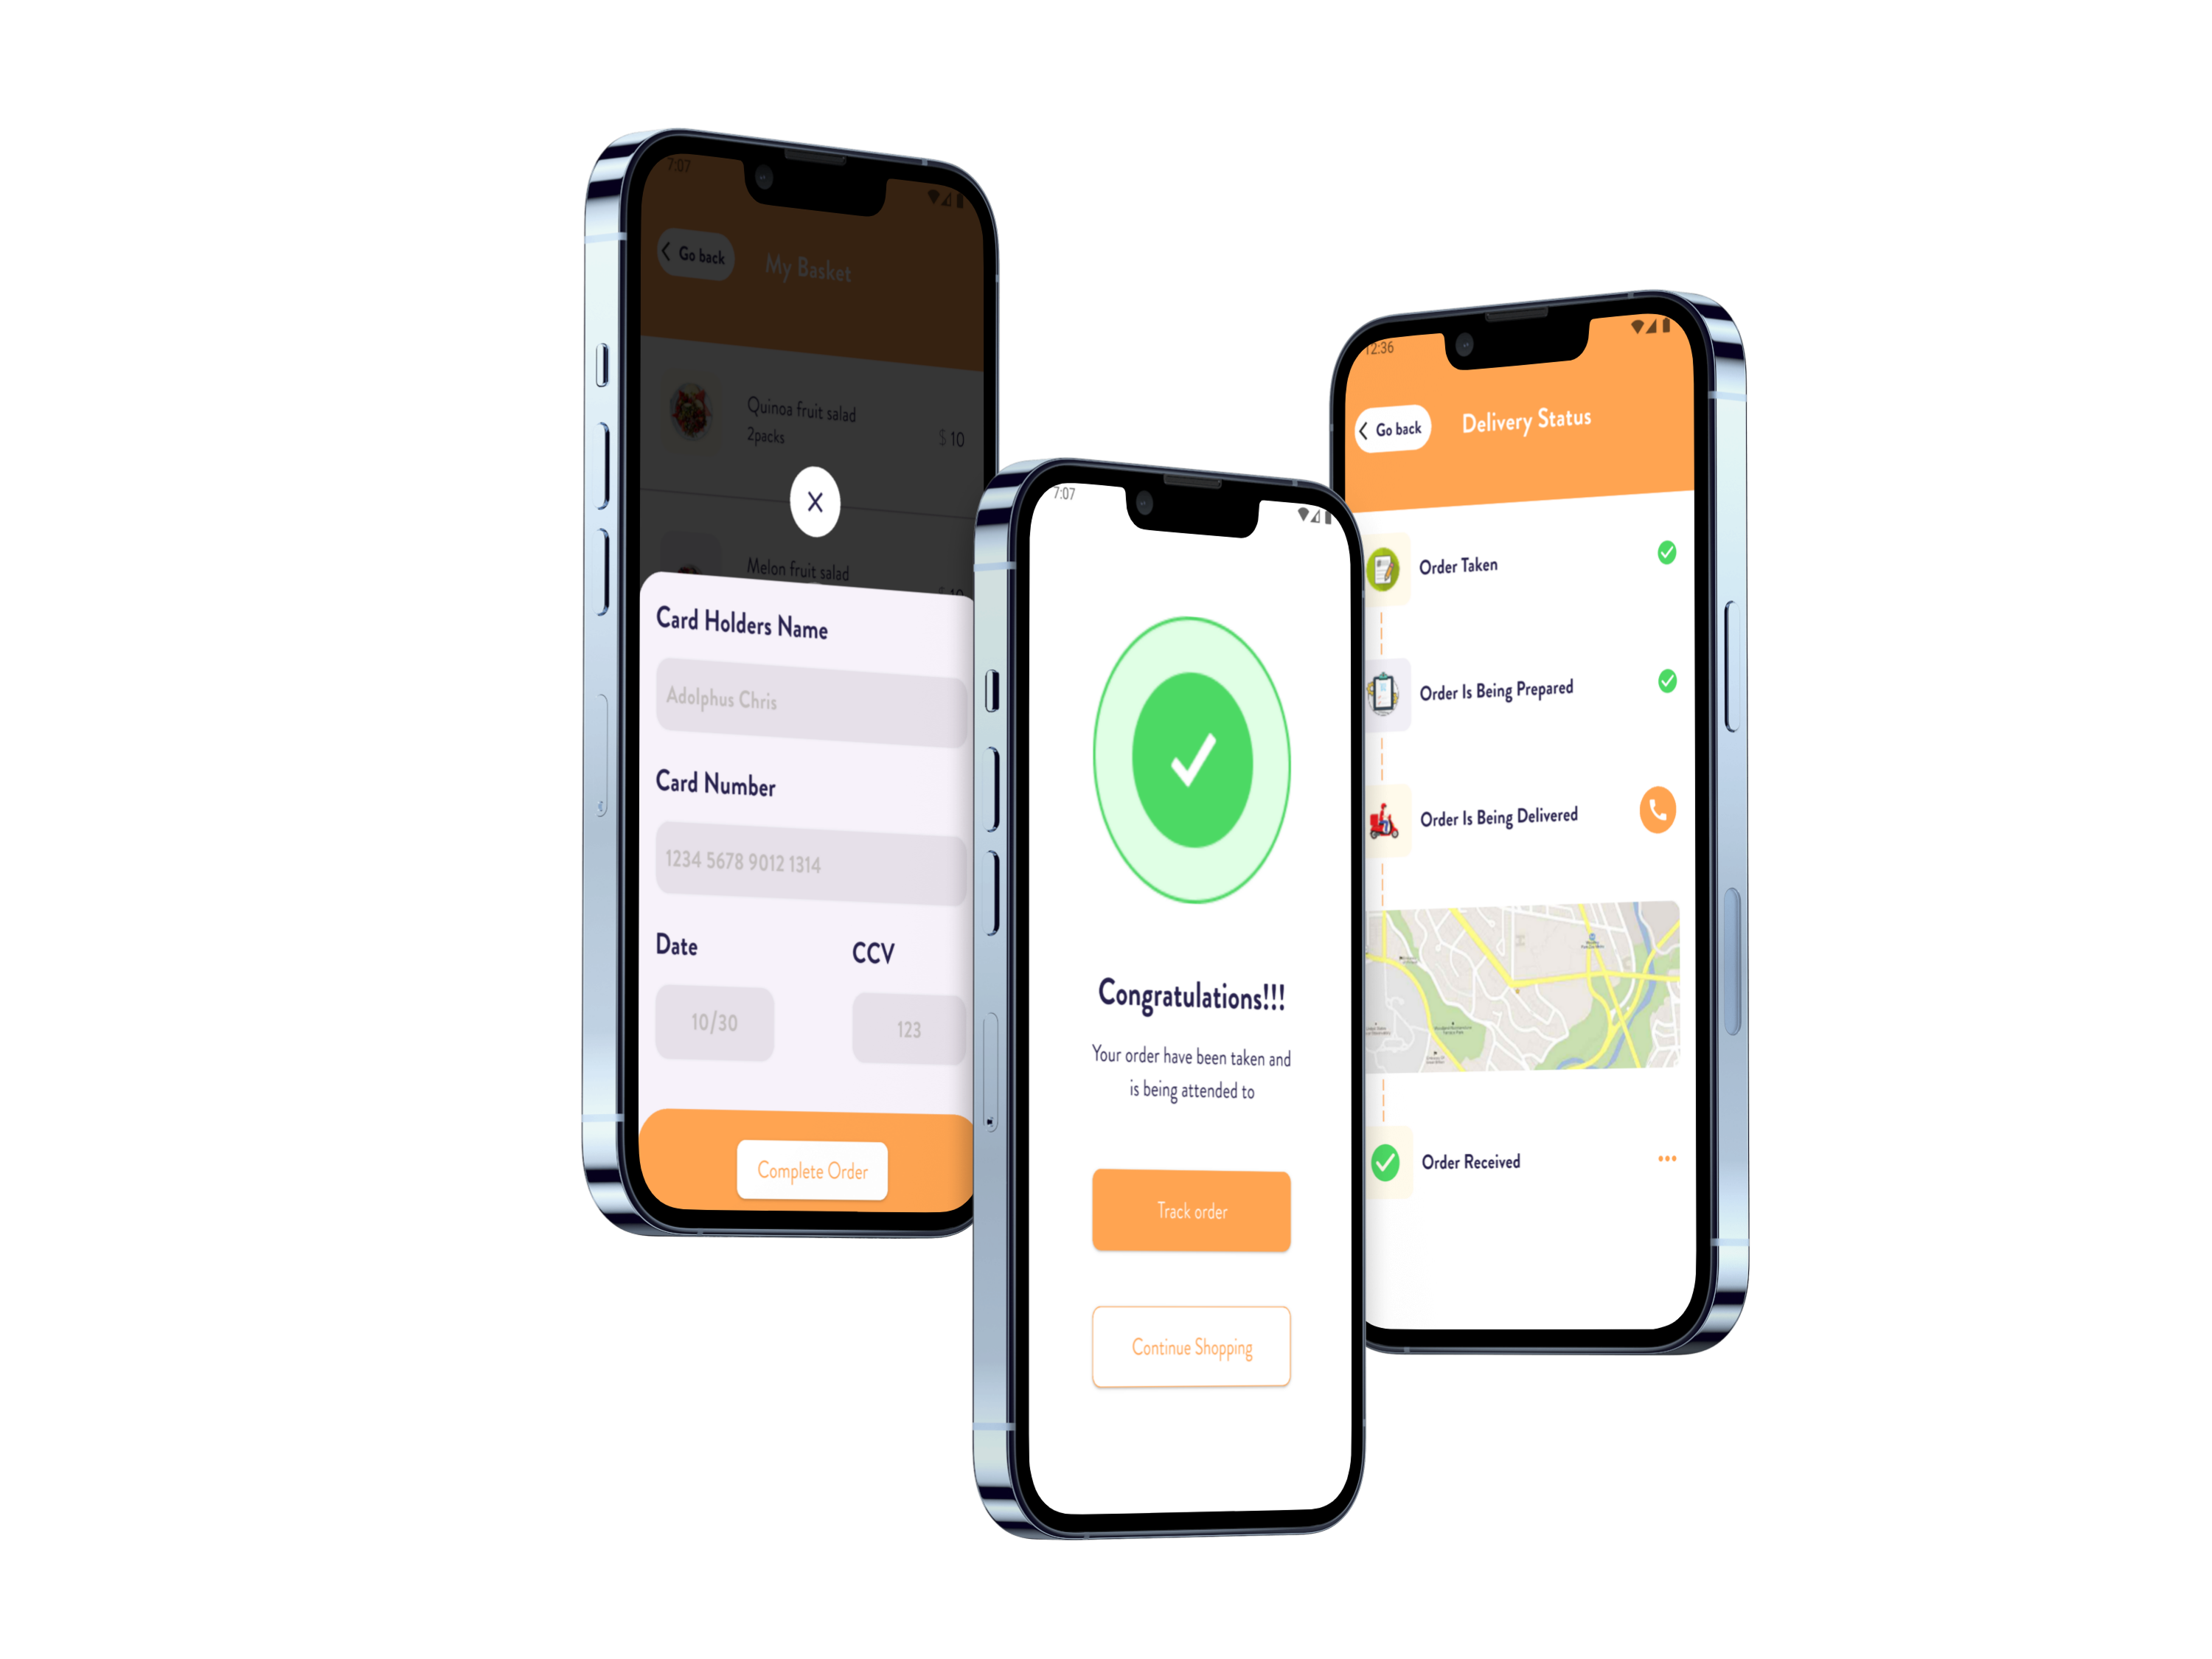 7:07
Go back
My Basket
Quinoa fruit salad
2packs
$ 10
Melon fruit salad
$ 10
Card Holders Name
Adolphus Chris
Card Number
1234 5678 9012 1314
Date
CCV
10/30
123
Complete Order
7:07
Congratulations!!!
Your order have been taken and
is being attended to
Track order
Continue Shopping
12:36
Go back
Delivery Status
Order Taken
Order Is Being Prepared
Order Is Being Delivered
Order Received